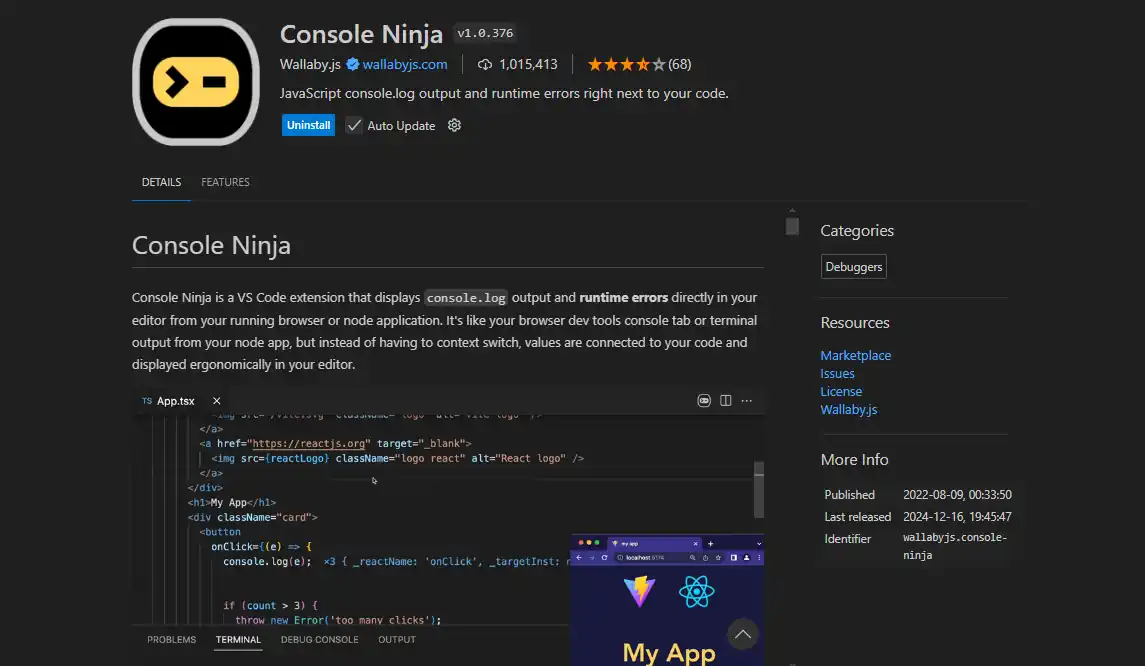 Console Ninja v1.0.376
Wallaby.js wallabyjs.com 1,015,413 (68)
JavaScript console.log output and runtime errors right next to your code.
Uninstall Auto Update
DETAILS FEATURES
Console Ninja
Console Ninja is a VS Code extension that displays console.log output and runtime errors directly in your
editor from your running browser or node application. It's like your browser dev tools console tab or terminal
output from your node app, but instead of having to context switch, values are connected to your code and
displayed ergonomically in your editor.
TS App.tsx
</a>
<a href="https://reactjs.org" target="_blank">
<img src={reactLogo} className="logo react" alt="React logo" />
</a>
</div>
<h1>My App</h1>
<div className="card">
<button
onClick={(e) => {
console.log(e); ×3 { _reactName: 'onClick', _targetInst:
if (count > 3) {
throw new Error('too many clicks');
PROBLEMS TERMINAL DEBUG CONSOLE OUTPUT
my app
localhost:5174
My App
Categories
Debuggers
Resources
Marketplace
Issues
License
Wallaby.js
More Info
Published 2022-08-09, 00:33:50
Last released 2024-12-16, 19:45:47
Identifier wallabyjs.console-
ninja